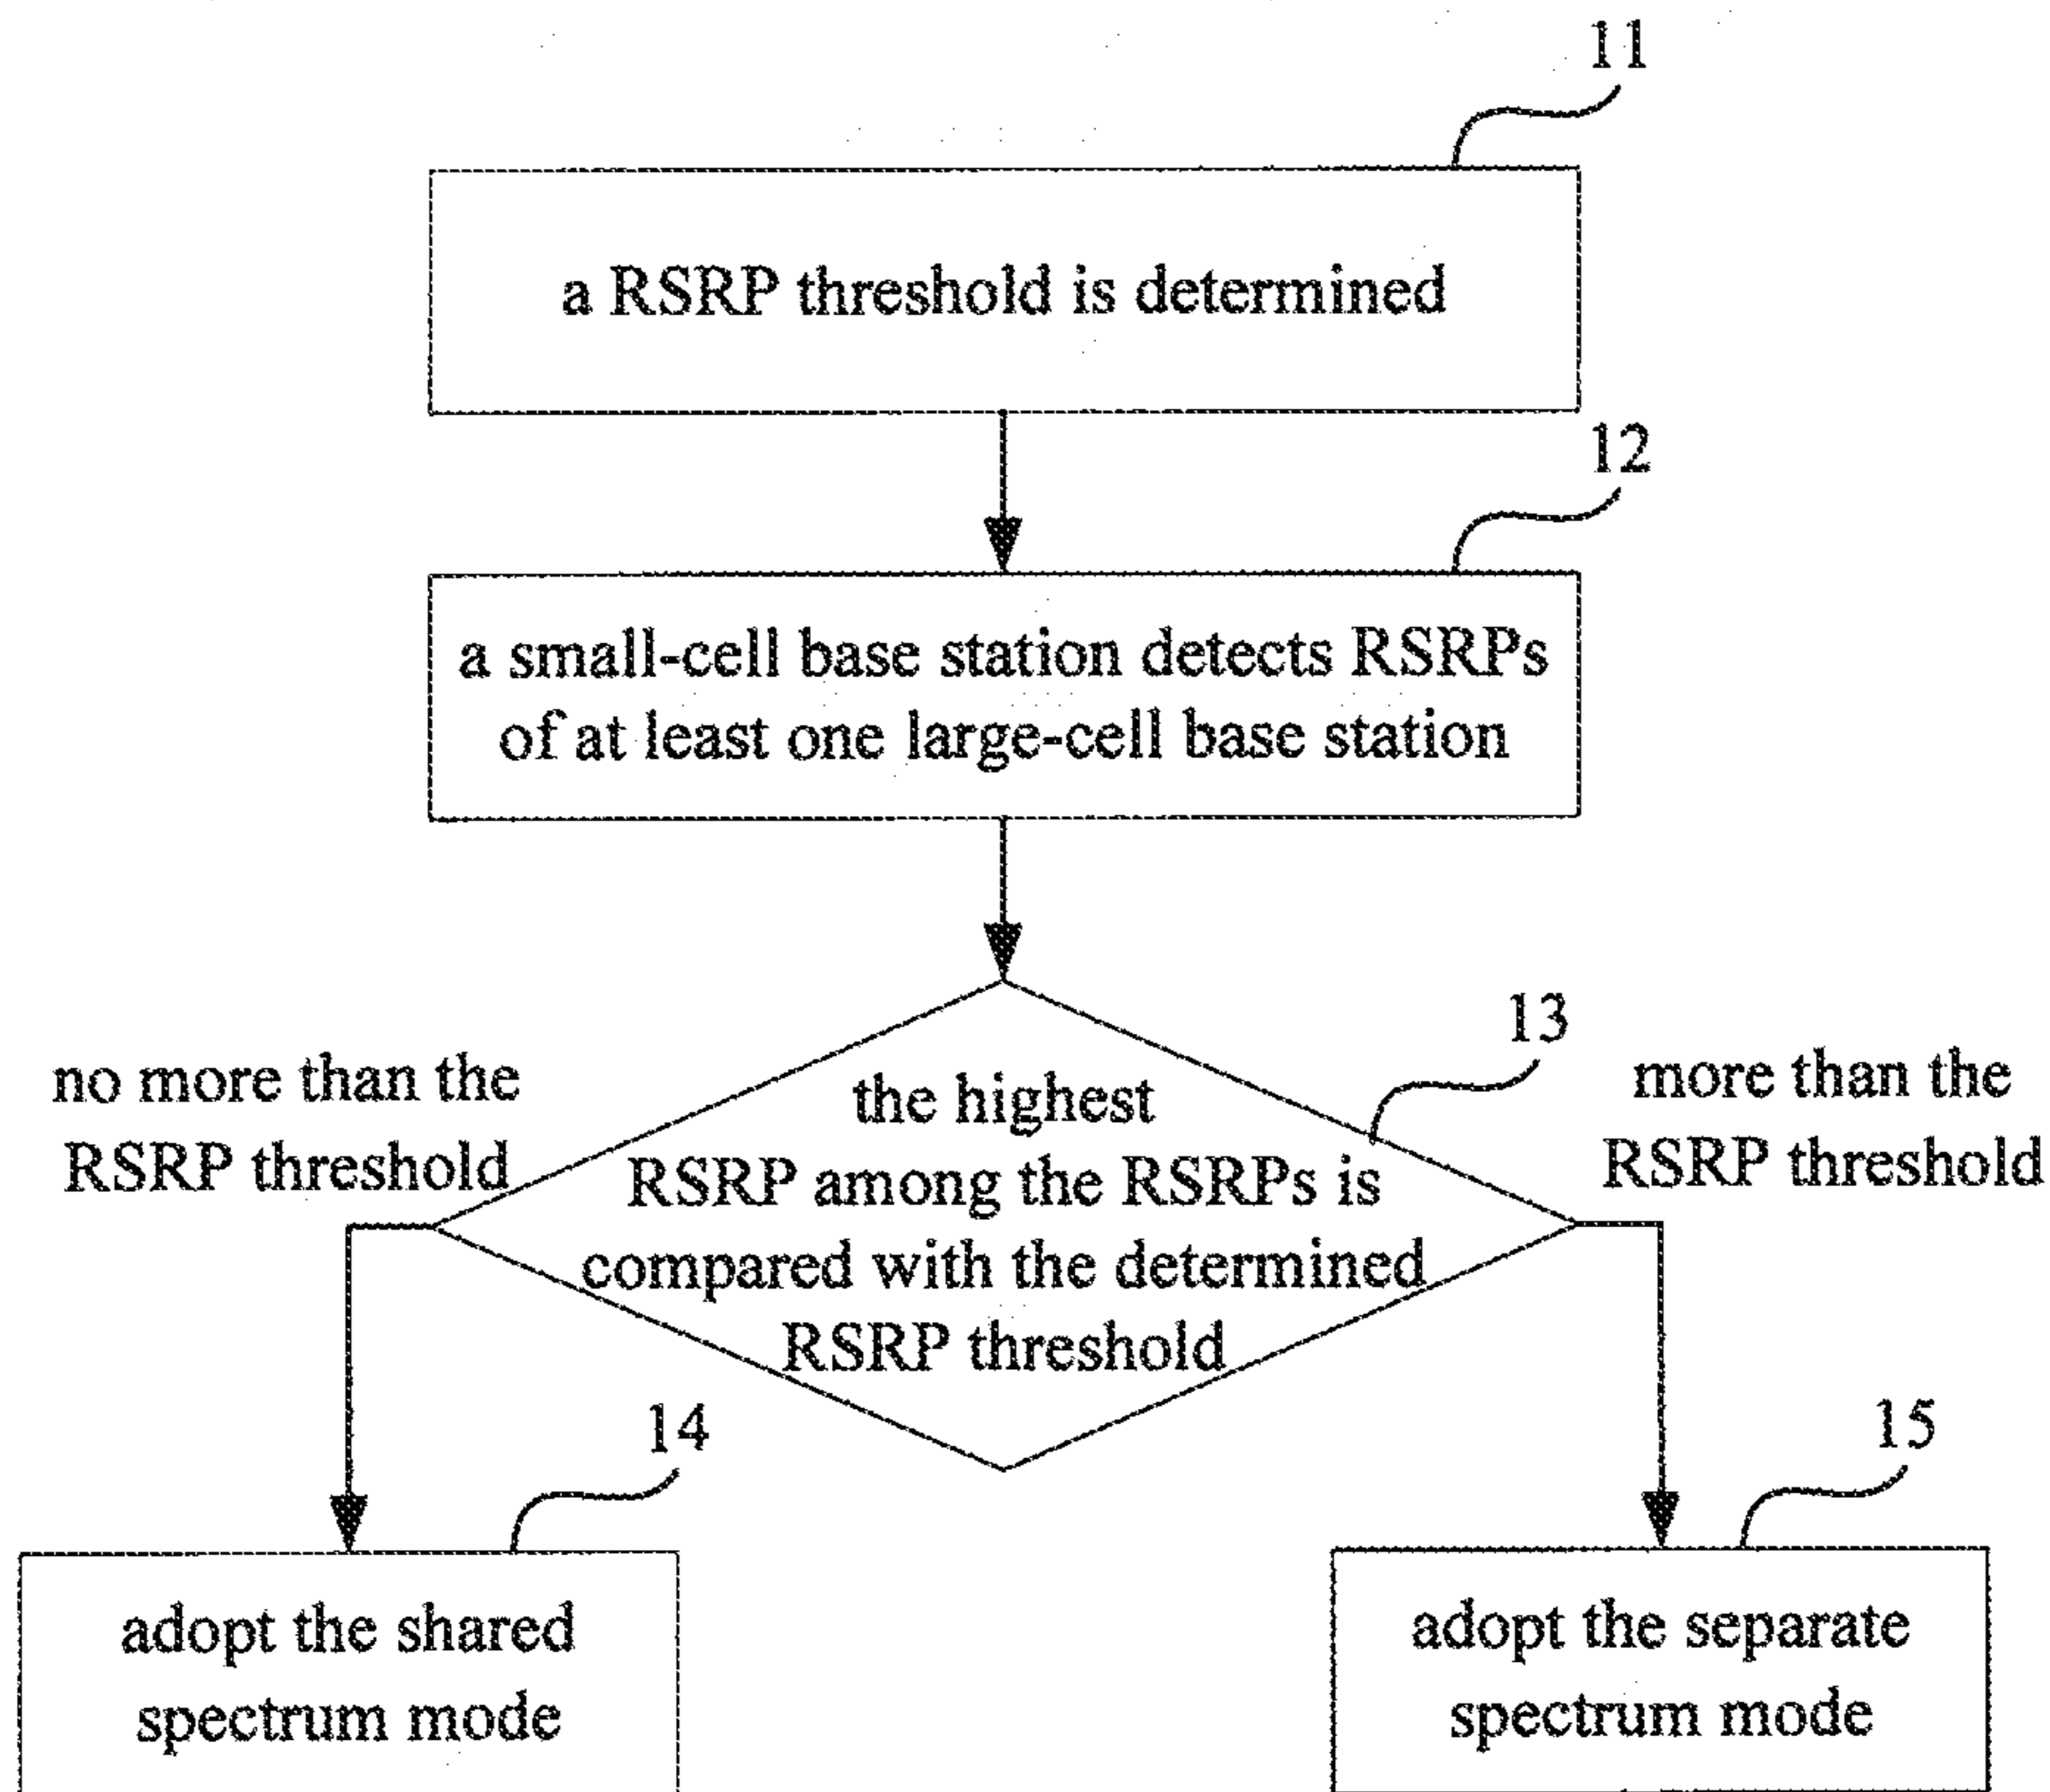 11
a RSRP threshold is determined
12
a small-cell base station detects RSRPs
of at least one large-cell base station
13
no more than the
RSRP threshold
the highest
RSRP among the RSRPs is
compared with the determined
RSRP threshold
more than the
RSRP threshold
14
adopt the shared
spectrum mode
15
adopt the separate
spectrum mode